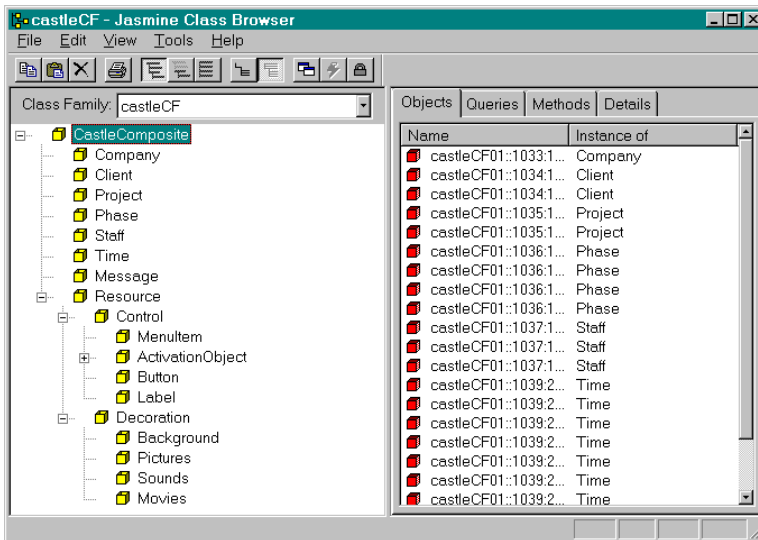 castleCF - Jasmine Class Browser
File Edit View Tools Help
Class Family: castleCF
CastleComposite
Company
Client
Project
Phase
Staff
Time
Message
Resource
Control
MenuItem
ActivationObject
Button
Label
Decoration
Background
Pictures
Sounds
Movies
Objects Queries Methods Details
Name Instance of
castleCF01::1033:1... Company
castleCF01::1034:1... Client
castleCF01::1034:1... Client
castleCF01::1035:1... Project
castleCF01::1035:1... Project
castleCF01::1036:1... Phase
castleCF01::1036:1... Phase
castleCF01::1036:1... Phase
castleCF01::1036:1... Phase
castleCF01::1037:1... Staff
castleCF01::1037:1... Staff
castleCF01::1037:1... Staff
castleCF01::1039:2... Time
castleCF01::1039:2... Time
castleCF01::1039:2... Time
castleCF01::1039:2... Time
castleCF01::1039:2... Time
castleCF01::1039:2... Time
castleCF01::1039:2... Time